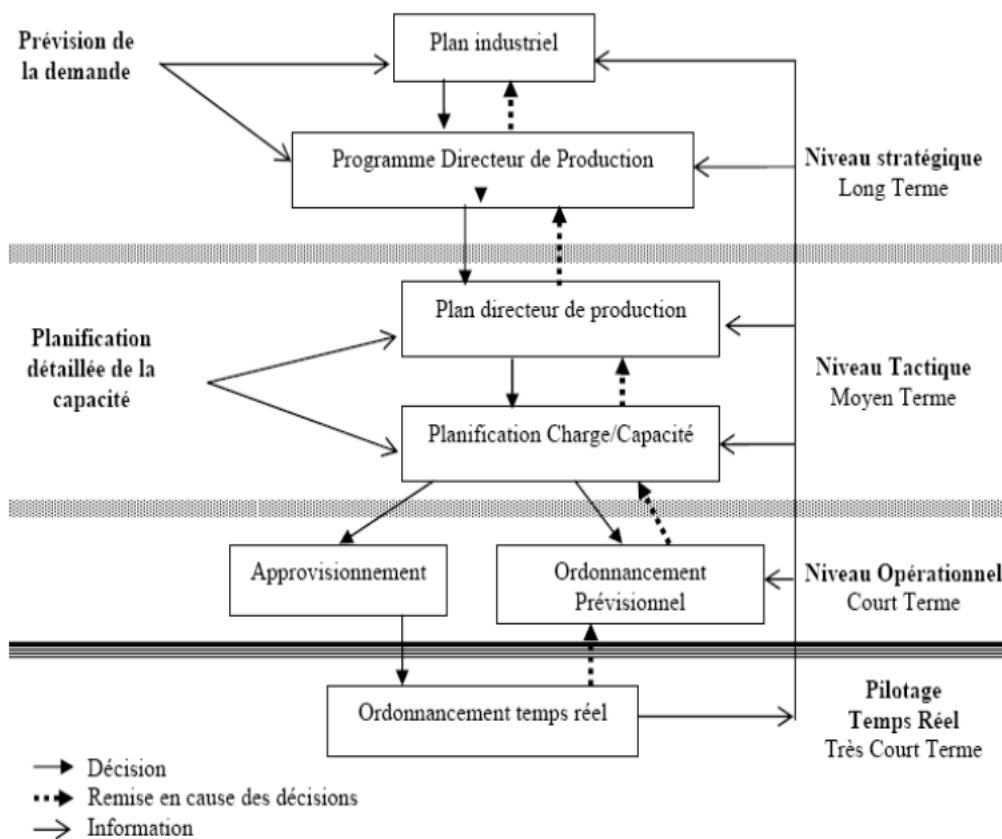 Prévision de
la demande
Plan industriel
Programme Directeur de Production
Niveau stratégique
Long Terme
Planification
détaillée de la
capacité
Plan directeur de production
Planification Charge/Capacité
Niveau Tactique
Moyen Terme
Approvisionnement
Ordonnancement
Prévisionnel
Niveau Opérationnel
Court Terme
Ordonnancement temps réel
Pilotage
Temps Réel
Très Court Terme
Décision
Remise en cause des décisions
Information